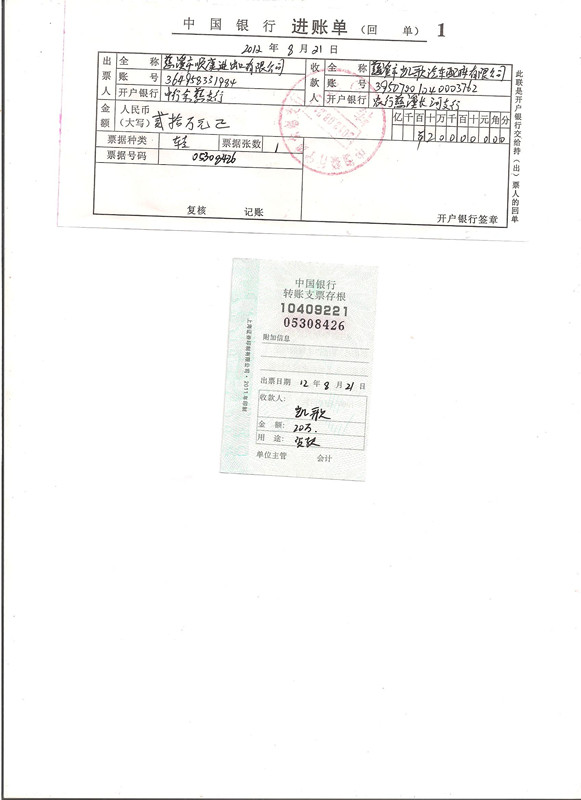 中国银行 进账单(回 单) 1
2012 年 8 月 21 日
出票人 全称 慈溪市顺康进出口有限公司 收款人 全称 慈溪市凯歌汽车配件有限公司
账号 364958331984 账号 39507301240003762
开户银行 中行余慈支行 开户银行 农行慈溪长河支行
金额 人民币(大写) 贰拾万元正 亿千百十万千百十元角分
20000000
票据种类 转支 票据张数 1
票据号码 05308426
复核 记账 开户银行签章
此联是开户银行交给持(出)票人的回单
中国银行
转账支票存根
10409221
05308426
附加信息
出票日期 12 年 8 月 21 日
收款人:
凯歌
金 额: 20万.
用 途: 货款
单位主管 会计